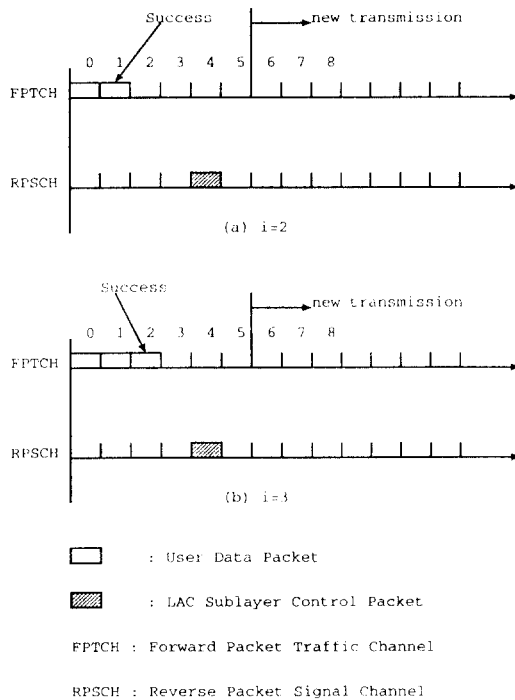 Success
new transmission
0 1 2 3 4 5 6 7 8
FPTCH
RPSCH
(a) i=2
Success
new transmission
0 1 2 3 4 5 6 7 8
FPTCH
RPSCH
(b) i=3
: User Data Packet
: LAC Sublayer Control Packet
FPTCH : Forward Packet Traffic Channel
RPSCH : Reverse Packet Signal Channel